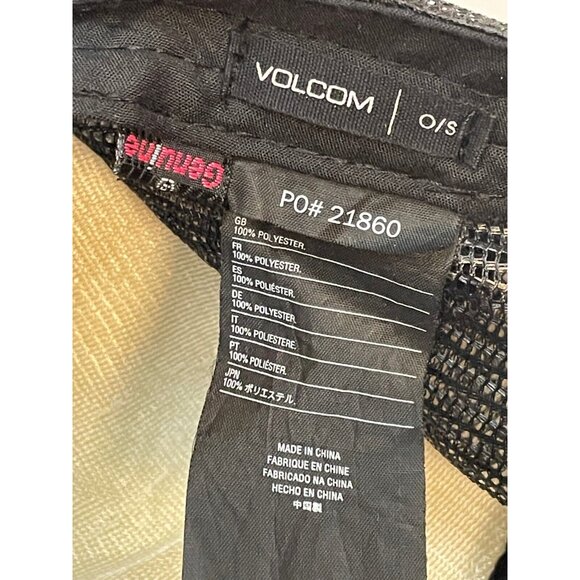 VOLCOM | O/S
Genuine
®
PO# 21860
GB
100% POLYESTER.
FR
100% POLYESTER.
ES
100% POLIÉSTER.
DE
100% POLYESTER.
IT
100% POLIESTERE.
PT
100% POLIÉSTER.
JPN
100% ポリエステル.
MADE IN CHINA
FABRIQUE EN CHINE
FABRICADO NA CHINA
HECHO EN CHINA
中国製